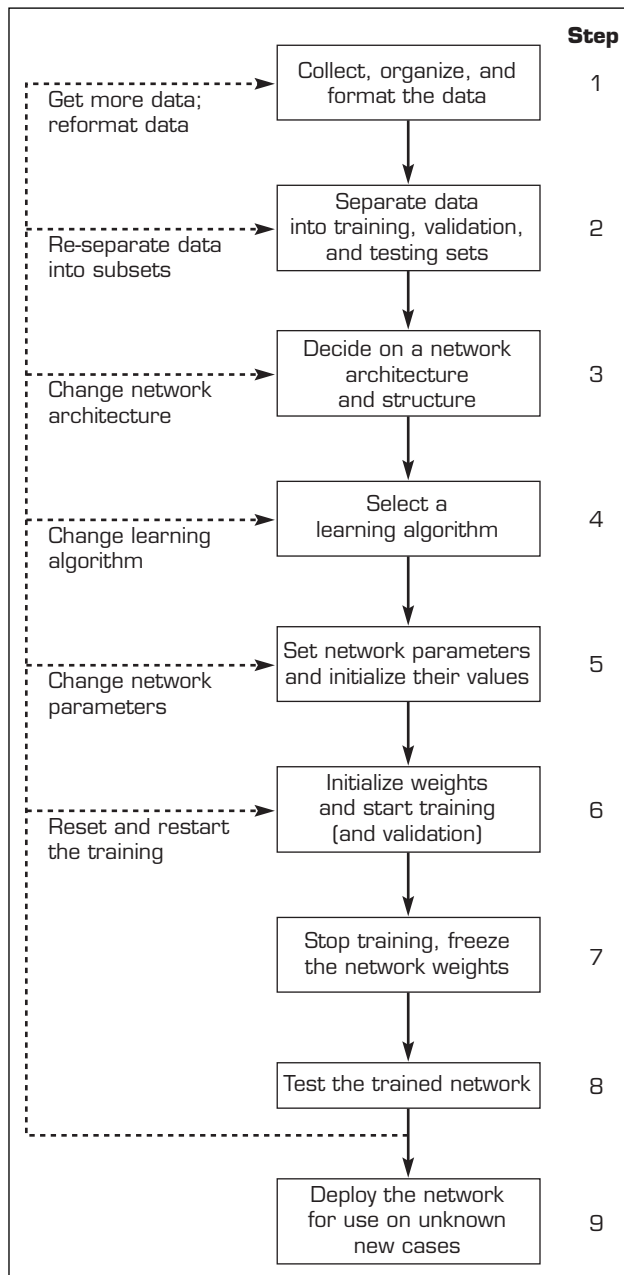 Step
Collect, organize, and
format the data
1
Get more data;
reformat data
Separate data
into training, validation,
and testing sets
2
Re-separate data
into subsets
Decide on a network
architecture
and structure
3
Change network
architecture
Select a
learning algorithm
4
Change learning
algorithm
Set network parameters
and initialize their values
5
Change network
parameters
Initialize weights
and start training
(and validation)
6
Reset and restart
the training
Stop training, freeze
the network weights
7
Test the trained network
8
Deploy the network
for use on unknown
new cases
9